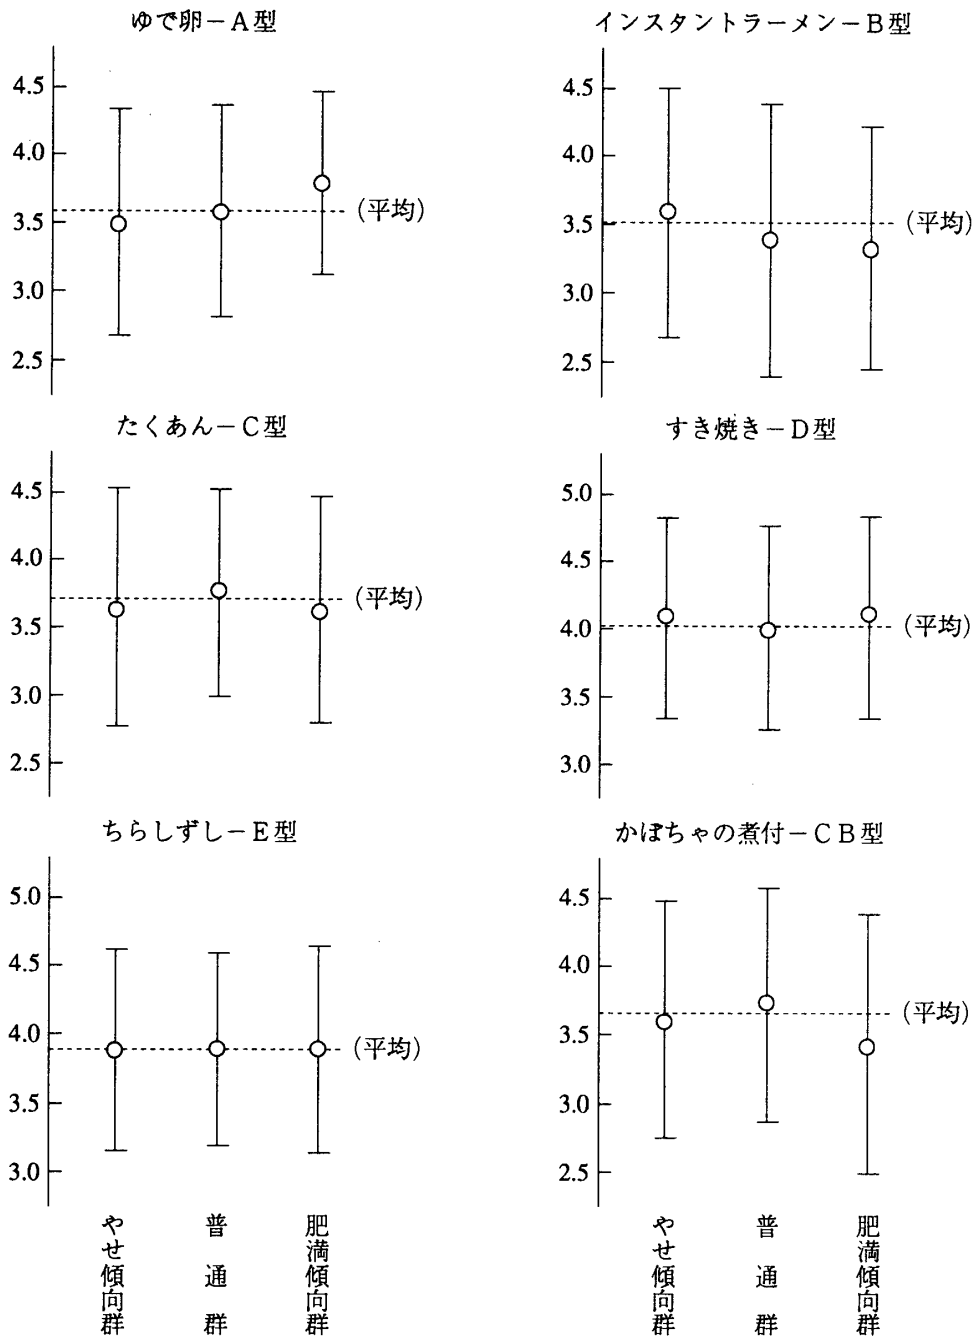 ゆで卵－A型
4.5
4.0
3.5
3.0
2.5
(平均)
インスタントラーメン－B型
4.5
4.0
3.5
3.0
2.5
(平均)
たくあん－C型
4.5
4.0
3.5
3.0
2.5
(平均)
すき焼き－D型
5.0
4.5
4.0
3.5
3.0
(平均)
ちらしずし－E型
5.0
4.5
4.0
3.5
3.0
(平均)
やせ傾向群
普通群
肥満傾向群
かぼちゃの煮付－CB型
4.5
4.0
3.5
3.0
2.5
(平均)
やせ傾向群
普通群
肥満傾向群